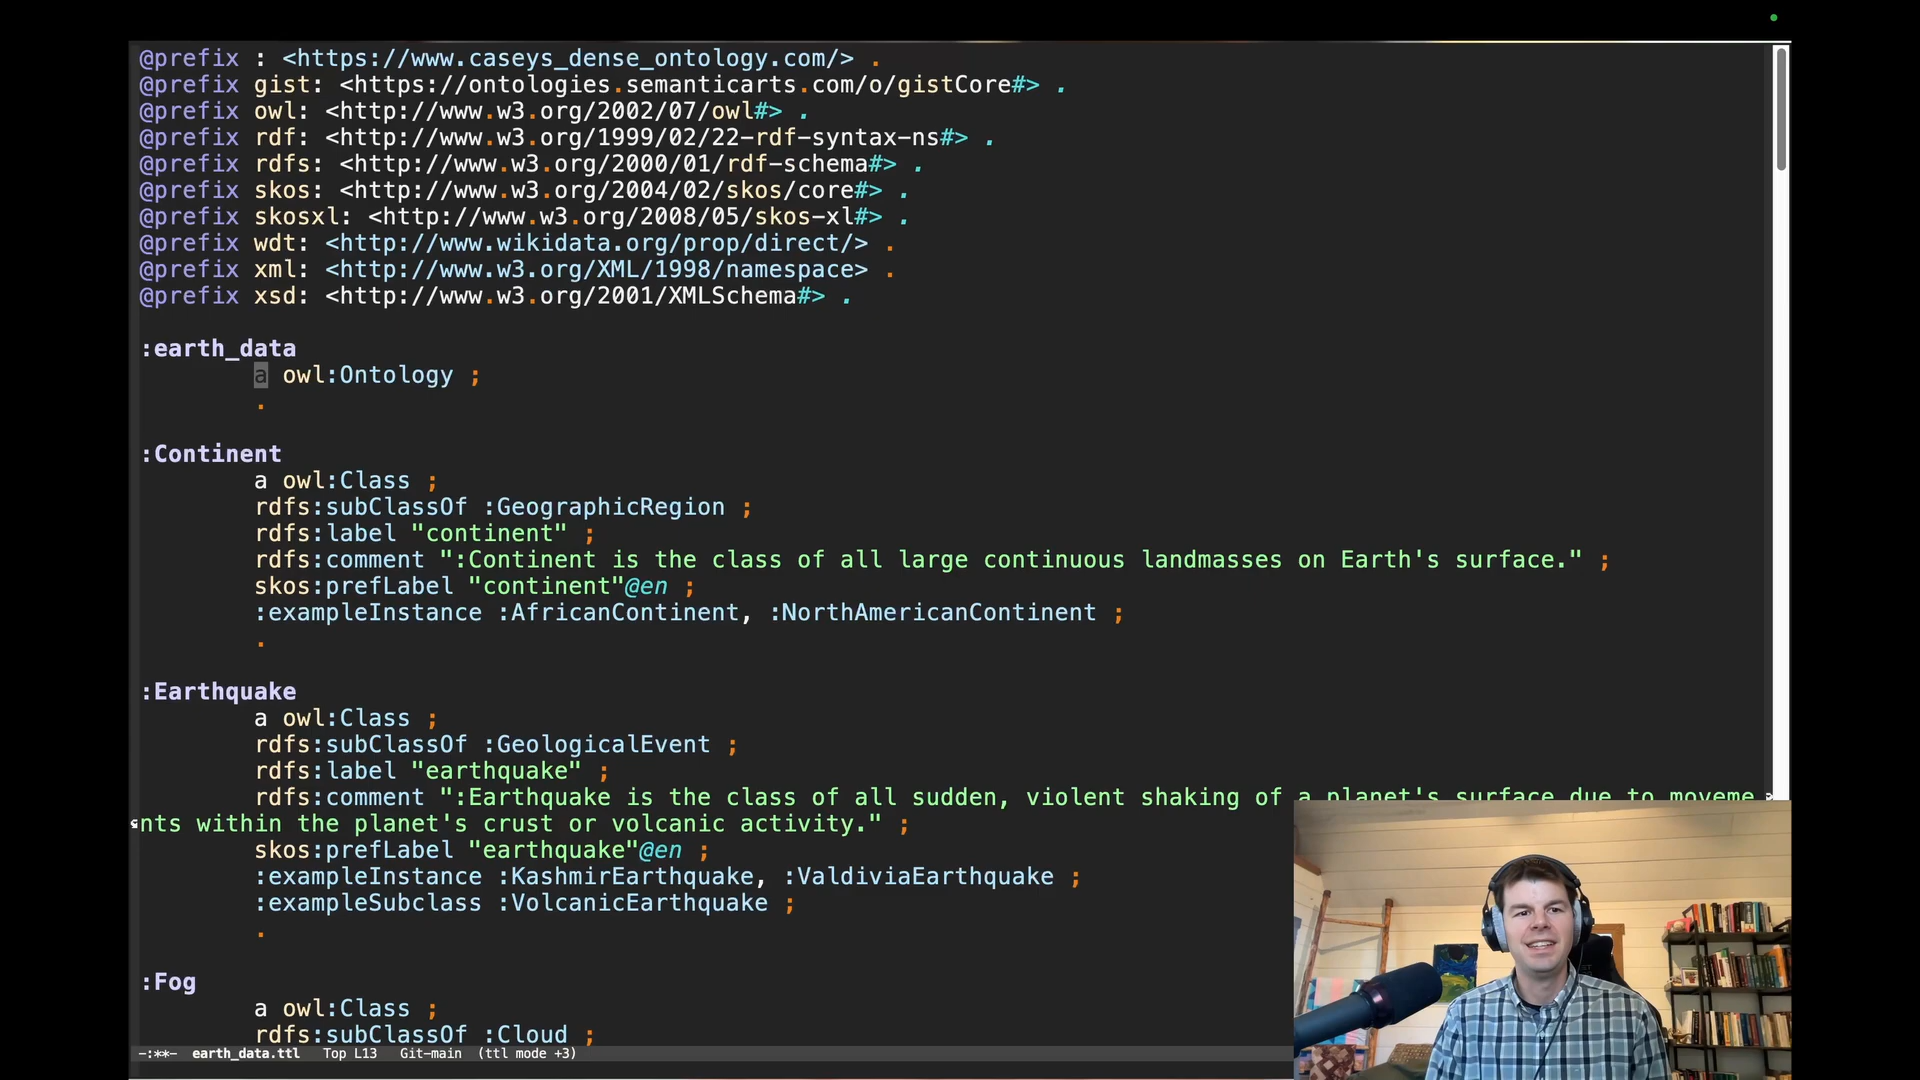 @prefix : <https://www.caseys_dense_ontology.com/> .
@prefix gist: <https://ontologies.semanticarts.com/o/gistCore#> .
@prefix owl: <http://www.w3.org/2002/07/owl#> .
@prefix rdf: <http://www.w3.org/1999/02/22-rdf-syntax-ns#> .
@prefix rdfs: <http://www.w3.org/2000/01/rdf-schema#> .
@prefix skos: <http://www.w3.org/2004/02/skos/core#> .
@prefix skosxl: <http://www.w3.org/2008/05/skos-xl#> .
@prefix wdt: <http://www.wikidata.org/prop/direct/> .
@prefix xml: <http://www.w3.org/XML/1998/namespace> .
@prefix xsd: <http://www.w3.org/2001/XMLSchema#> .
:earth_data
a owl:Ontology ;
.
:Continent
a owl:Class ;
rdfs:subClassOf :GeographicRegion ;
rdfs:label "continent" ;
rdfs:comment ":Continent is the class of all large continuous landmasses on Earth's surface." ;
skos:prefLabel "continent"@en ;
:exampleInstance :AfricanContinent, :NorthAmericanContinent ;
.
:Earthquake
a owl:Class ;
rdfs:subClassOf :GeologicalEvent ;
rdfs:label "earthquake" ;
rdfs:comment ":Earthquake is the class of all sudden, violent shaking of a planet's surface due to moveme
nts within the planet's crust or volcanic activity." ;
skos:prefLabel "earthquake"@en ;
:exampleInstance :KashmirEarthquake, :ValdiviaEarthquake ;
:exampleSubclass :VolcanicEarthquake ;
.
:Fog
a owl:Class ;
rdfs:subClassOf :Cloud ;
-:**- earth_data.ttl Top L13 Git-main (ttl mode +3)